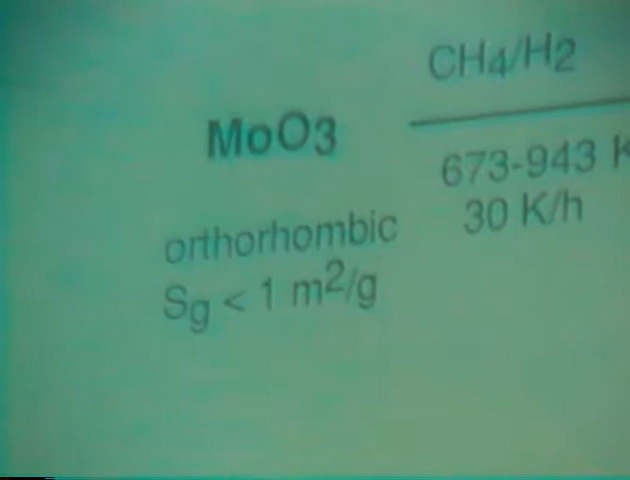 CH4/H2
MoO3
673-943 K
30 K/h
orthorhombic
Sg < 1 m2/g